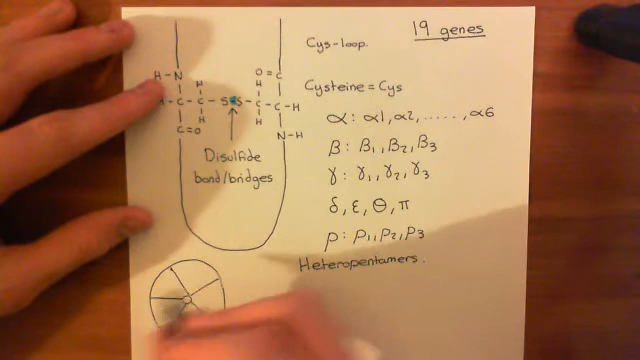 19 genes
Cys-loop.
Cysteine = Cys
α: α1, α2, ....., α6
β: β1, β2, β3
γ: γ1, γ2, γ3
δ, ε, θ, π
ρ: ρ1, ρ2, ρ3
Heteropentamers.
H-N
O=C
H
H
H-C-C-S S-C-C-H
H
H
C=O
N-H
Disulfide
bond/bridges